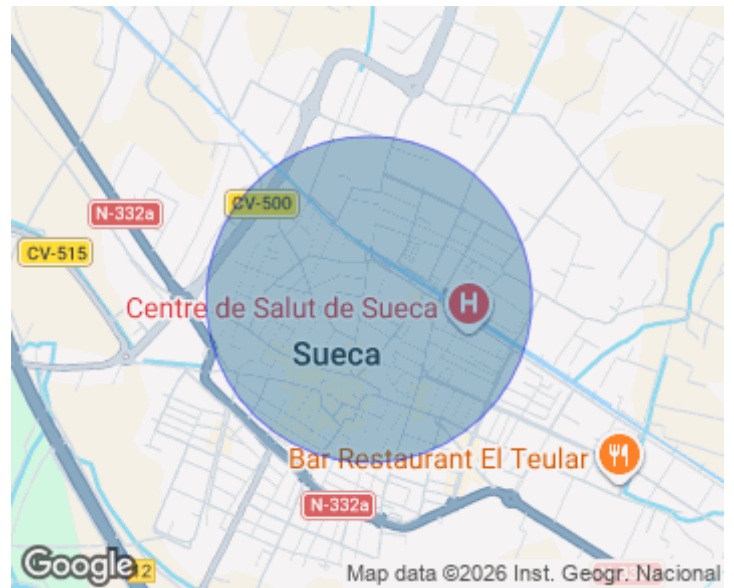 N-332a
CV-500
CV-515
Centre de Salut de Sueca
H
Sueca
Bar Restaurant El Teular
N-332a
Google
12
Map data ©2026 Inst. Geogr. Nacional